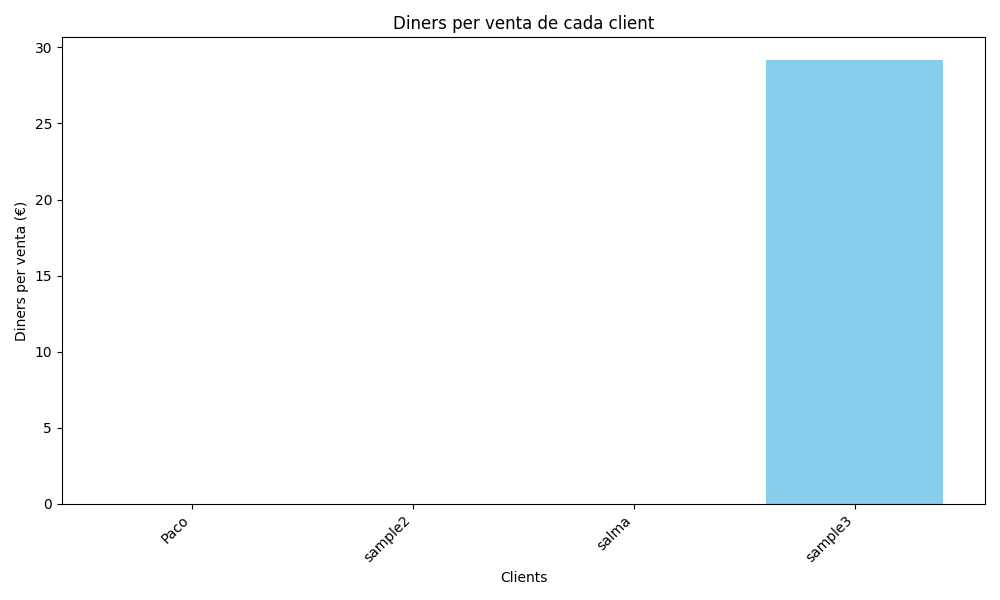 Diners per venta de cada client
Diners per venta (€)
30
25
20
15
10
5
0
Paco
sample2
salma
sample3
Clients